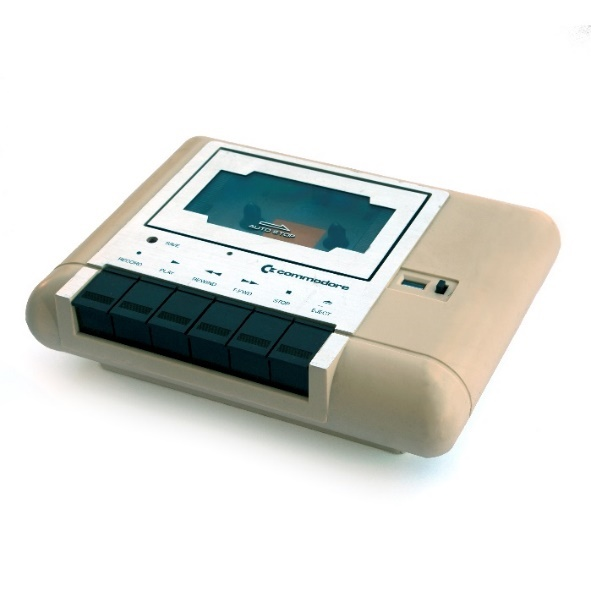 AUTO STOP
SAVE
commodore
RECORD
PLAY
REWIND
F.FWD
STOP
EJECT